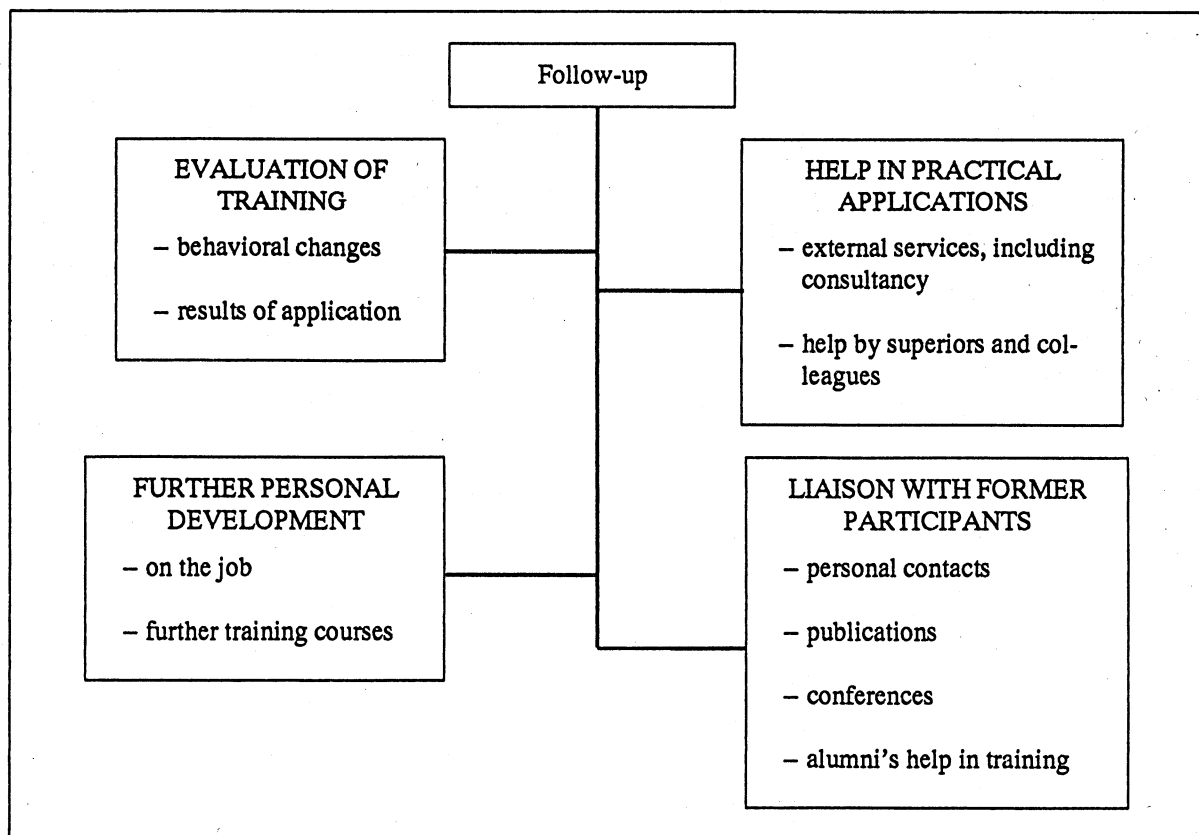 Follow-up
EVALUATION OF
TRAINING
– behavioral changes
– results of application
HELP IN PRACTICAL
APPLICATIONS
– external services, including
consultancy
– help by superiors and col-
leagues
FURTHER PERSONAL
DEVELOPMENT
– on the job
– further training courses
LIAISON WITH FORMER
PARTICIPANTS
– personal contacts
– publications
– conferences
– alumni's help in training